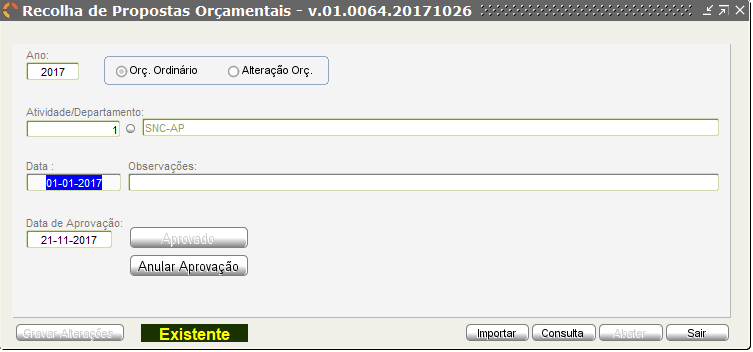 Recolha de Propostas Orçamentais - v.01.0064.20171026
Ano:
2017
Orç. Ordinário
Alteração Orç.
Atividade/Departamento:
1
SNC-AP
Data :
Observações:
01-01-2017
Data de Aprovação:
21-11-2017
Aprovado
Anular Aprovação
Gravar Alterações
Existente
Importar
Consulta
Abater
Sair